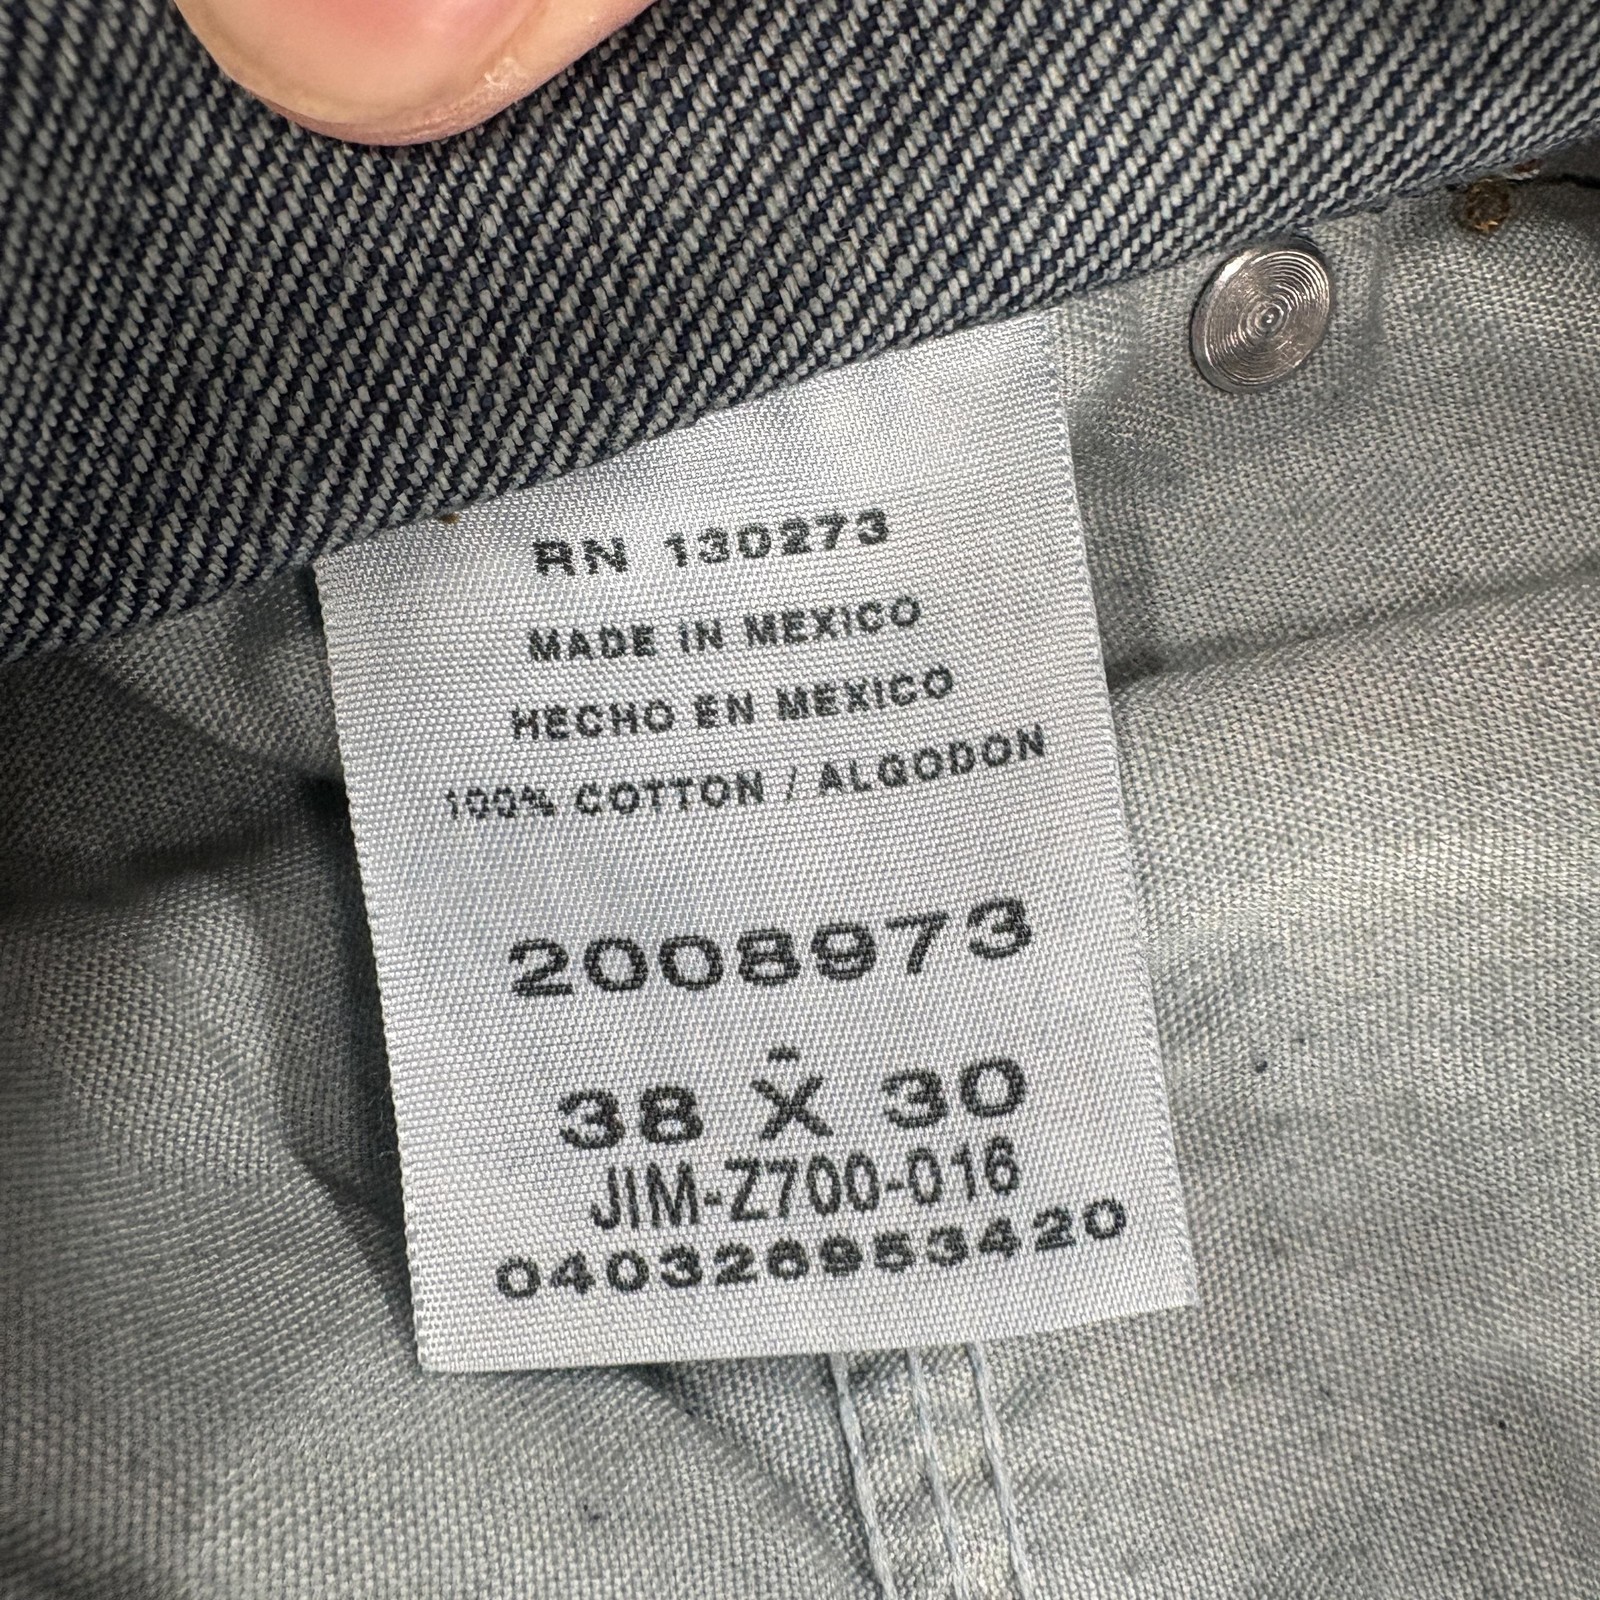 RN 130273
MADE IN MEXICO
HECHO EN MEXICO
100% COTTON / ALGODON
2008973
38 X 30
JIM-Z700-016
040326953420